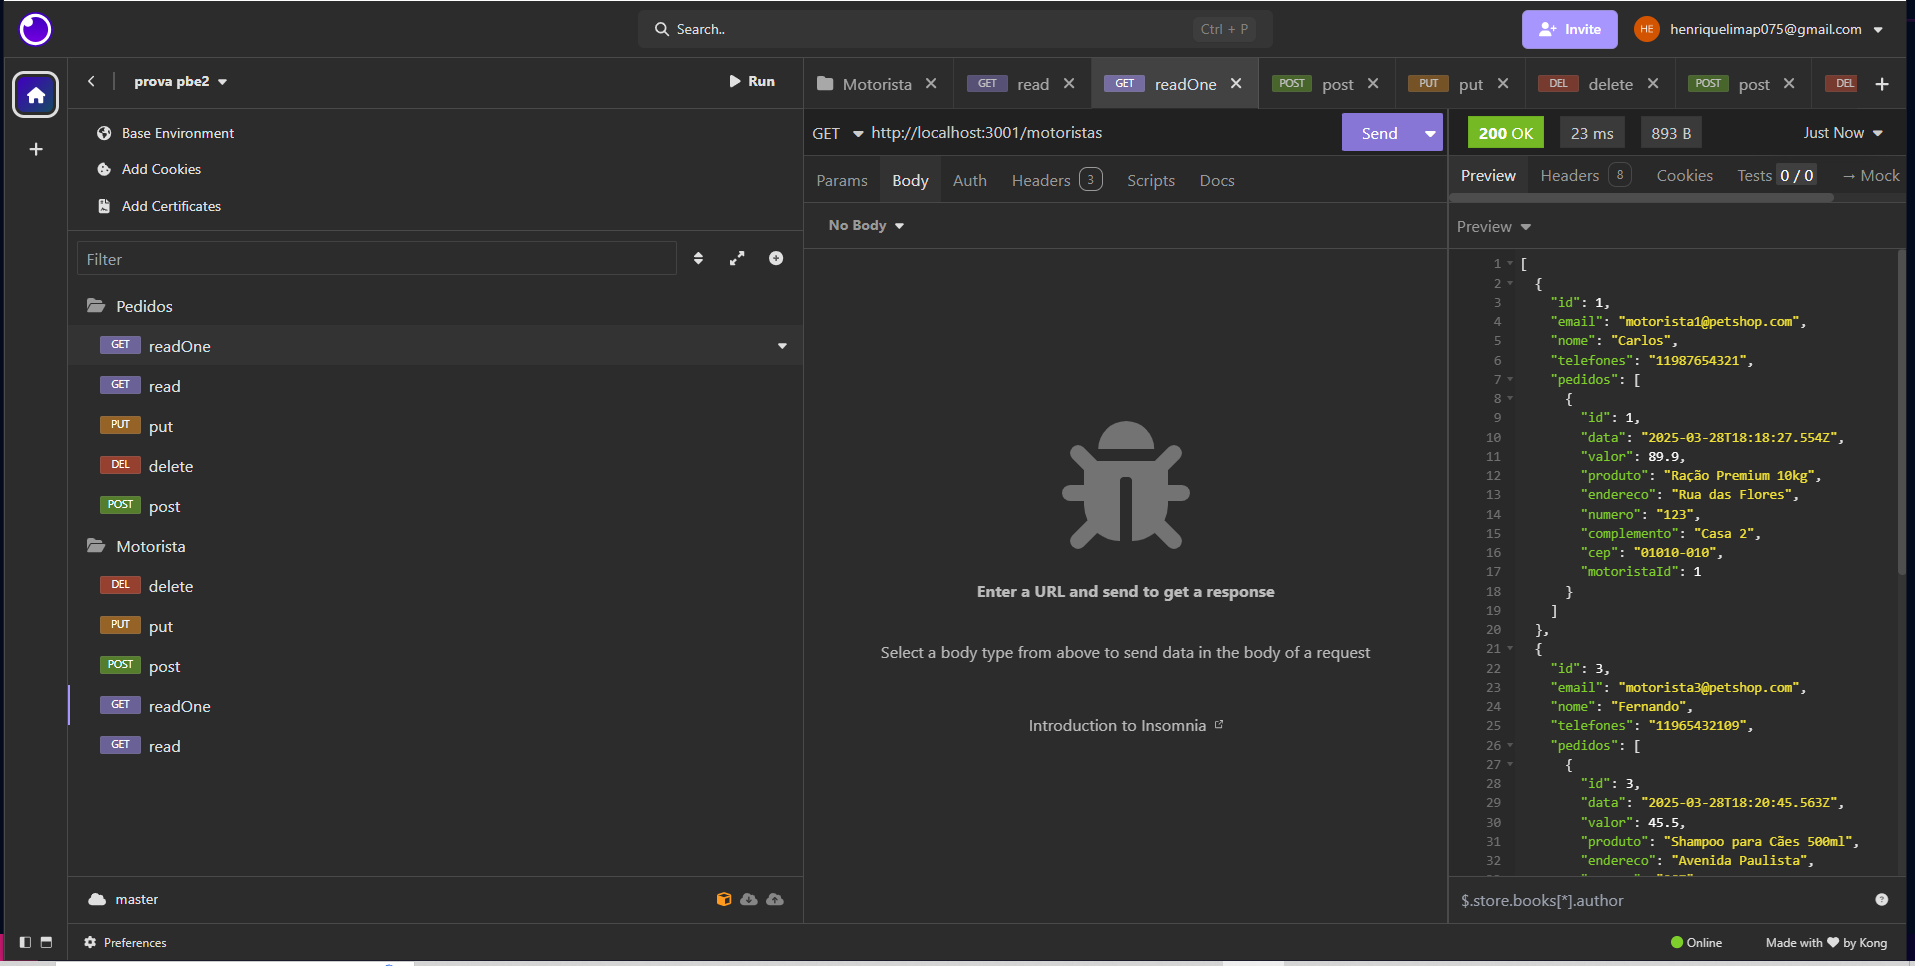 Search..
Ctrl + P
Invite
HE
henriquelimap075@gmail.com
prova pbe2
Run
Motorista
GET read
GET readOne
POST post
PUT put
DEL delete
POST post
DEL
Base Environment
Add Cookies
Add Certificates
GET
http://localhost:3001/motoristas
Send
200 OK
23 ms
893 B
Just Now
Params
Body
Auth
Headers 3
Scripts
Docs
Preview
Headers 8
Cookies
Tests 0 / 0
→ Mock
No Body
Preview
Filter
Pedidos
GET readOne
GET read
PUT put
DEL delete
POST post
Motorista
DEL delete
PUT put
POST post
GET readOne
GET read
Enter a URL and send to get a response
Select a body type from above to send data in the body of a request
Introduction to Insomnia
1 [
2 {
3 "id": 1,
4 "email": "motorista1@petshop.com",
5 "nome": "Carlos",
6 "telefones": "11987654321",
7 "pedidos": [
8 {
9 "id": 1,
10 "data": "2025-03-28T18:18:27.554Z",
11 "valor": 89.9,
12 "produto": "Ração Premium 10kg",
13 "endereco": "Rua das Flores",
14 "numero": "123",
15 "complemento": "Casa 2",
16 "cep": "01010-010",
17 "motoristaId": 1
18 }
19 ]
20 },
21 {
22 "id": 3,
23 "email": "motorista3@petshop.com",
24 "nome": "Fernando",
25 "telefones": "11965432109",
26 "pedidos": [
27 {
28 "id": 3,
29 "data": "2025-03-28T18:20:45.563Z",
30 "valor": 45.5,
31 "produto": "Shampoo para Cães 500ml",
32 "endereco": "Avenida Paulista",
master
$.store.books[*].author
Preferences
Online
Made with ♥ by Kong